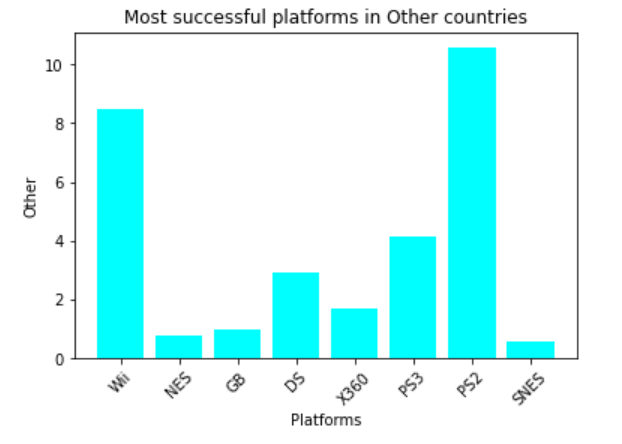 Most successful platforms in Other countries
Other
10
8
6
4
2
0
Wii
NES
GB
DS
X360
PS3
PS2
SNES
Platforms